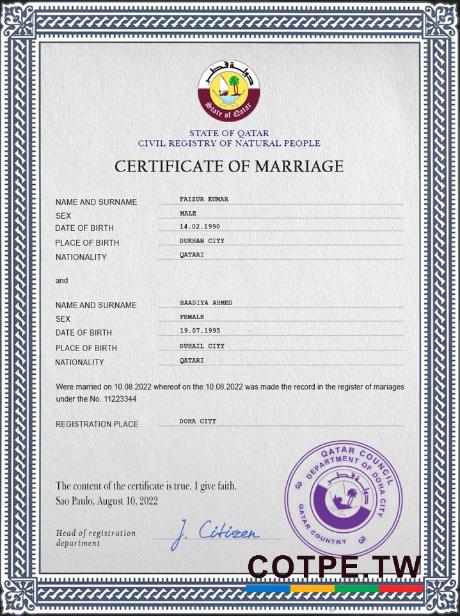 دولة قطر
State of Qatar
STATE OF QATAR
CIVIL REGISTRY OF NATURAL PEOPLE
CERTIFICATE OF MARRIAGE
NAME AND SURNAME FAIZUR KUMAR
SEX MALE
DATE OF BIRTH 14.02.1990
PLACE OF BIRTH DUKHAN CITY
NATIONALITY QATARI
and
NAME AND SURNAME HAADIYA AHMED
SEX FEMALE
DATE OF BIRTH 19.07.1995
PLACE OF BIRTH DUHAIL CITY
NATIONALITY QATARI
Were married on 10.08.2022 whereof on the 10.08.2022 was made the record in the register of mariages
under the No. 11223344
REGISTRATION PLACE DOHA CITY
The content of the certificate is true. I give faith.
Sao Paulo, August 10, 2022
Head of registration
department
J. Citizen
QATAR COUNCIL
DEPARTMENT OF DOHA CITY
دولة قطر
QATAR COUNTRY
COTPE.TW